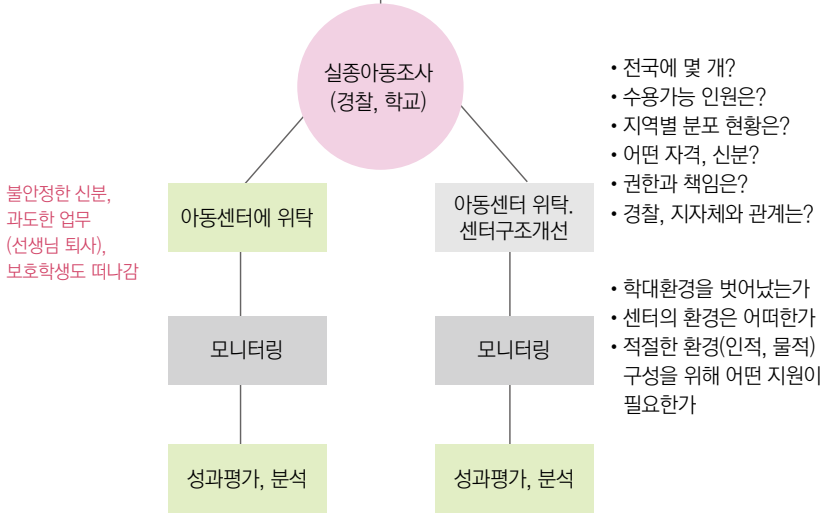 실종아동조사
(경찰, 학교)
• 전국에 몇 개?
• 수용가능 인원은?
• 지역별 분포 현황은?
• 어떤 자격, 신분?
• 권한과 책임은?
• 경찰, 지자체와 관계는?
불안정한 신분,
과도한 업무
(선생님 퇴사),
보호학생도 떠나감
아동센터에 위탁
아동센터 위탁.
센터구조개선
• 학대환경을 벗어났는가
• 센터의 환경은 어떠한가
• 적절한 환경(인적, 물적)
구성을 위해 어떤 지원이
필요한가
모니터링
모니터링
성과평가, 분석
성과평가, 분석